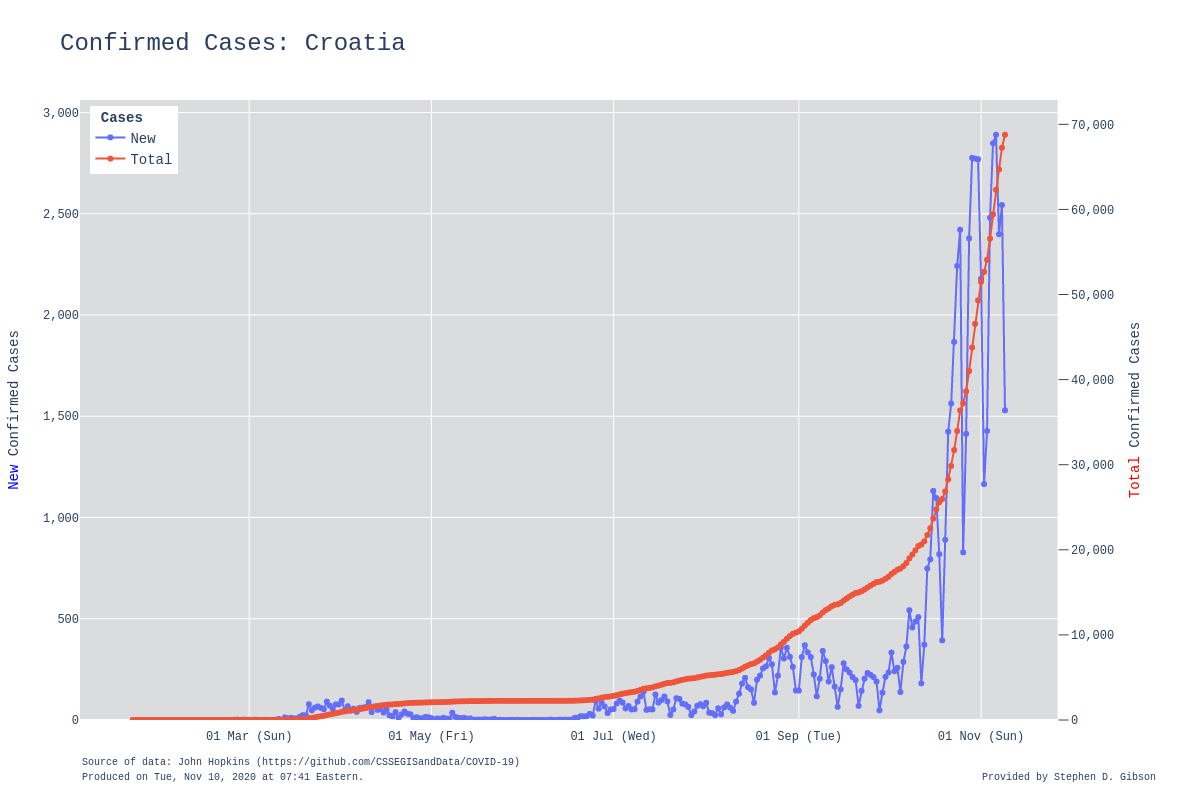 Confirmed Cases: Croatia
Cases
New
Total
3,000
2,500
2,000
1,500
1,000
500
0
70,000
60,000
50,000
40,000
30,000
20,000
10,000
0
New Confirmed Cases
Total Confirmed Cases
01 Mar (Sun)
01 May (Fri)
01 Jul (Wed)
01 Sep (Tue)
01 Nov (Sun)
Source of data: John Hopkins (https://github.com/CSSEGISandData/COVID-19)
Produced on Tue, Nov 10, 2020 at 07:41 Eastern.
Provided by Stephen D. Gibson